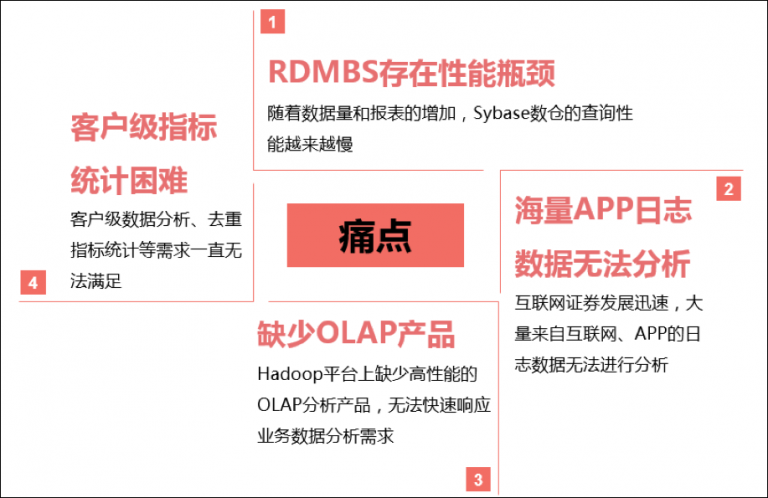 1
RDMBS存在性能瓶颈
随着数据量和报表的增加，Sybase数仓的查询性
能越来越慢
2
海量APP日志
数据无法分析
互联网证券发展迅速，大
量来自互联网、APP的日
志数据无法进行分析
痛点
缺少OLAP产品
Hadoop平台上缺少高性能的
OLAP分析产品，无法快速响应
业务数据分析需求
3
客户级指标
统计困难
客户级数据分析、去重
指标统计等需求一直无
法满足
4